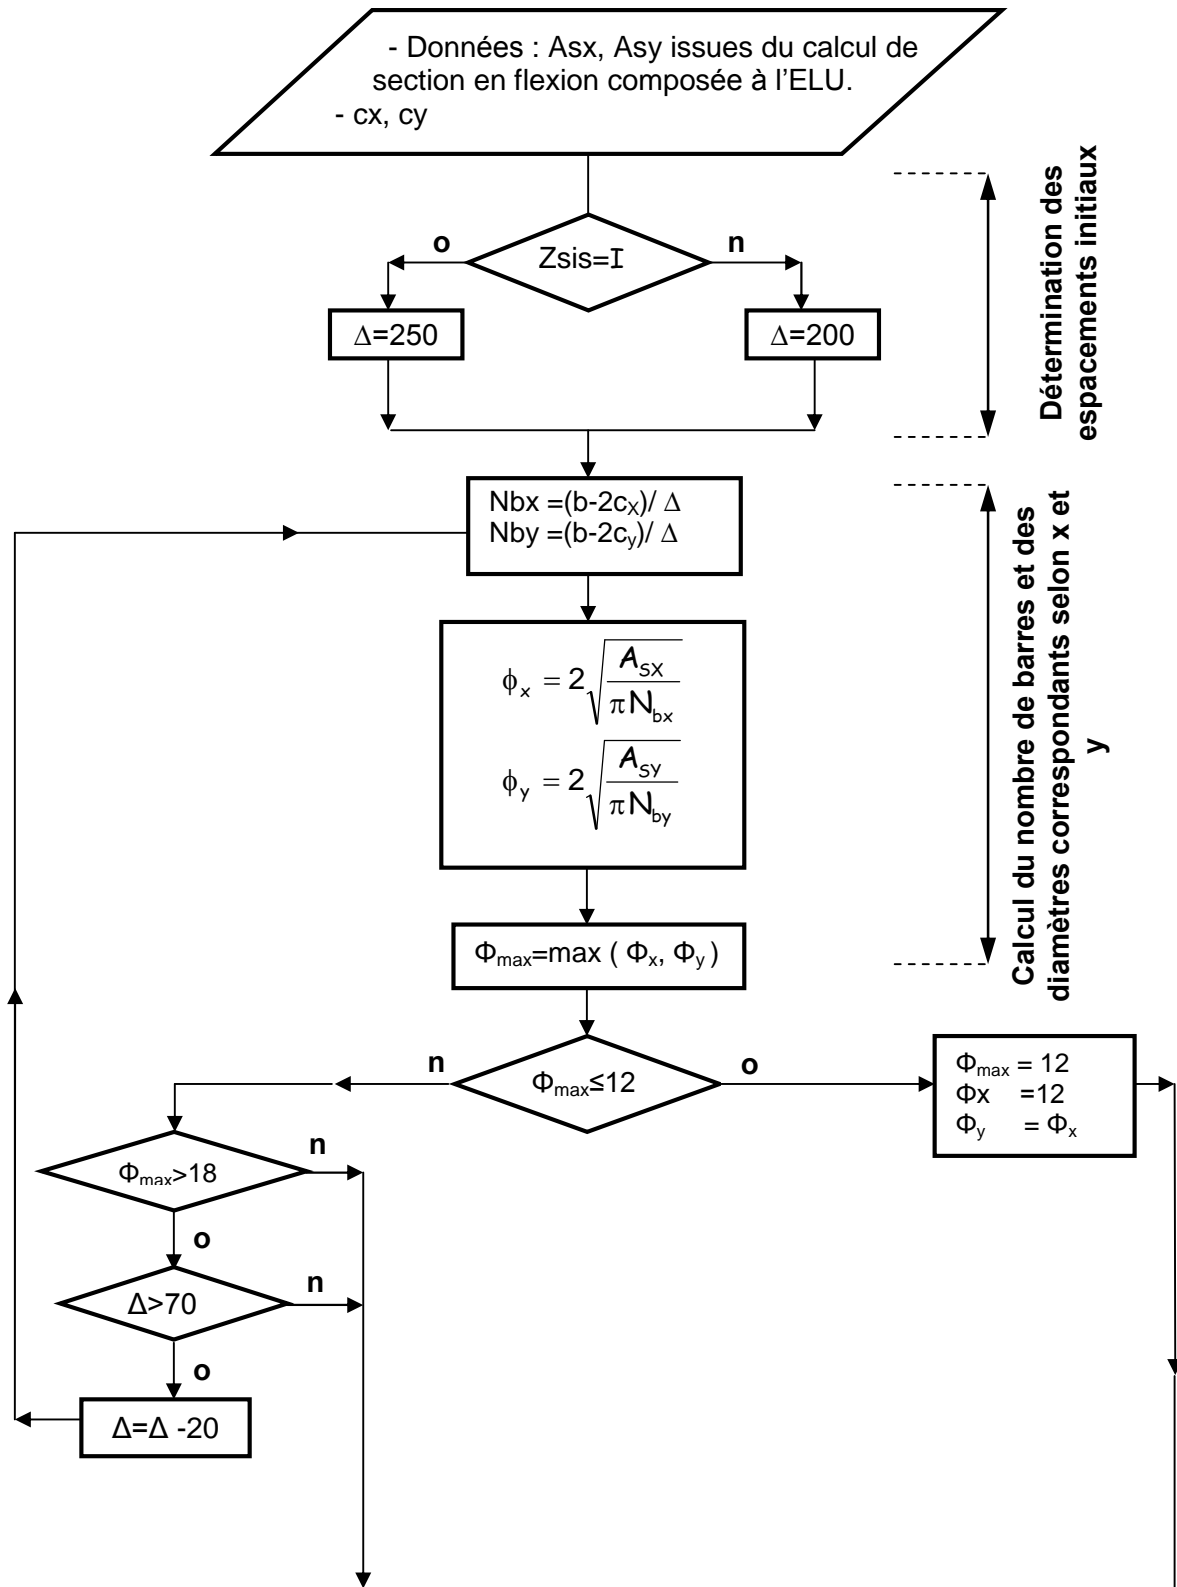 - Données : Asx, Asy issues du calcul de
section en flexion composée à l'ELU.
- cx, cy
o
Zsis=I
n
Δ=250
Δ=200
Détermination des
espacements initiaux
Nbx =(b-2cX)/ Δ
Nby =(b-2cy)/ Δ
ϕx = 2√(ASX/(πNbx))
ϕy = 2√(ASY/(πNby))
Φmax=max ( Φx, Φy )
Calcul du nombre de barres et des
diamètres correspondants selon x et
y
n
Φmax≤12
o
Φmax = 12
Φx =12
Φy = Φx
Φmax>18
n
o
Δ>70
n
o
Δ=Δ -20